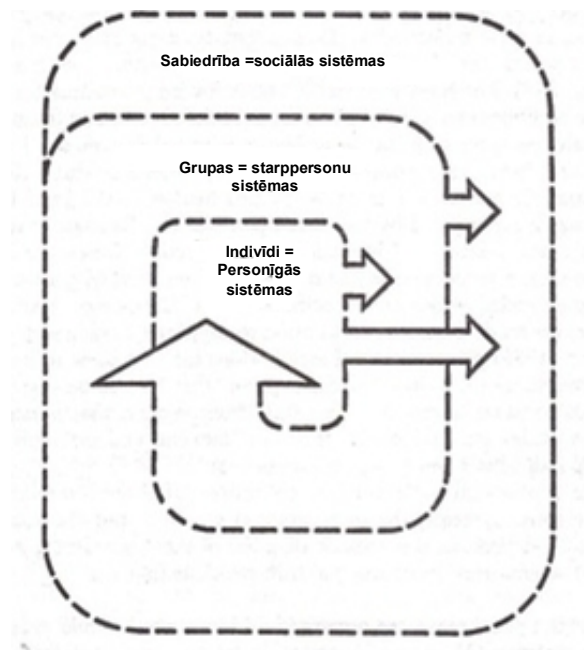 Sabiedrība =sociālās sistēmas
Grupas = starppersonu
sistēmas
Indivīdi =
Personīgās
sistēmas